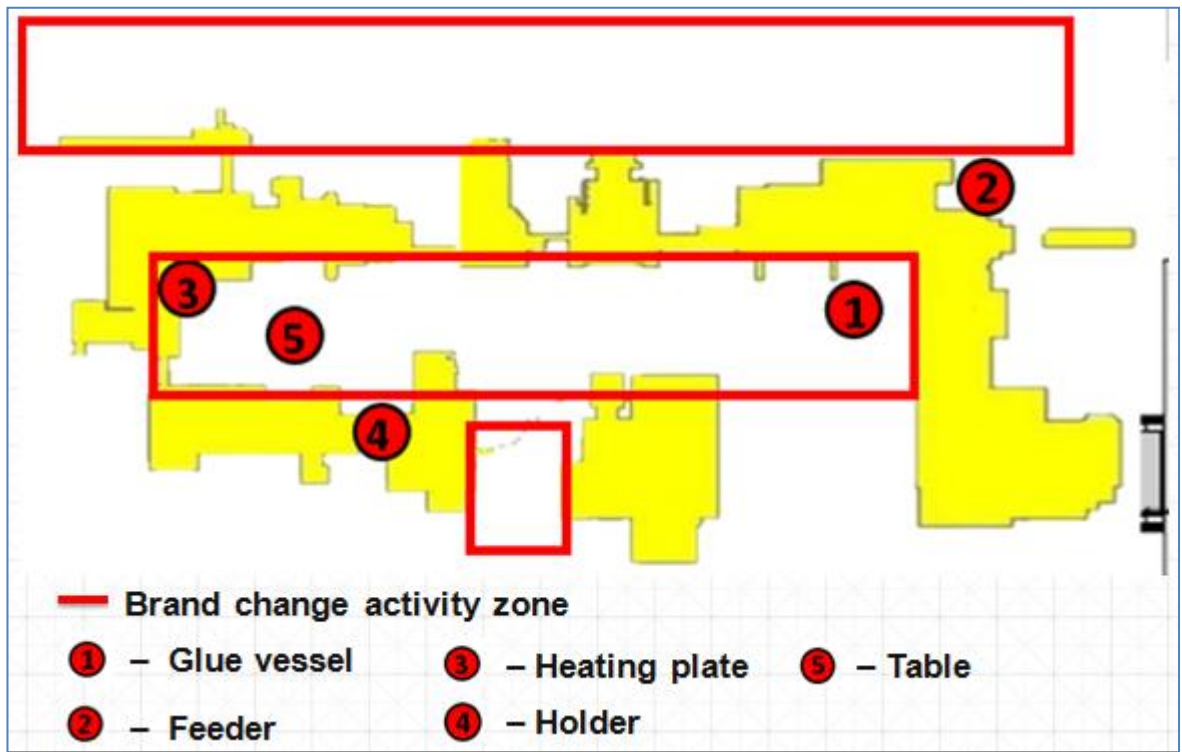 2
3
1
5
4
Brand change activity zone
1 – Glue vessel 3 – Heating plate 5 – Table
2 – Feeder 4 – Holder